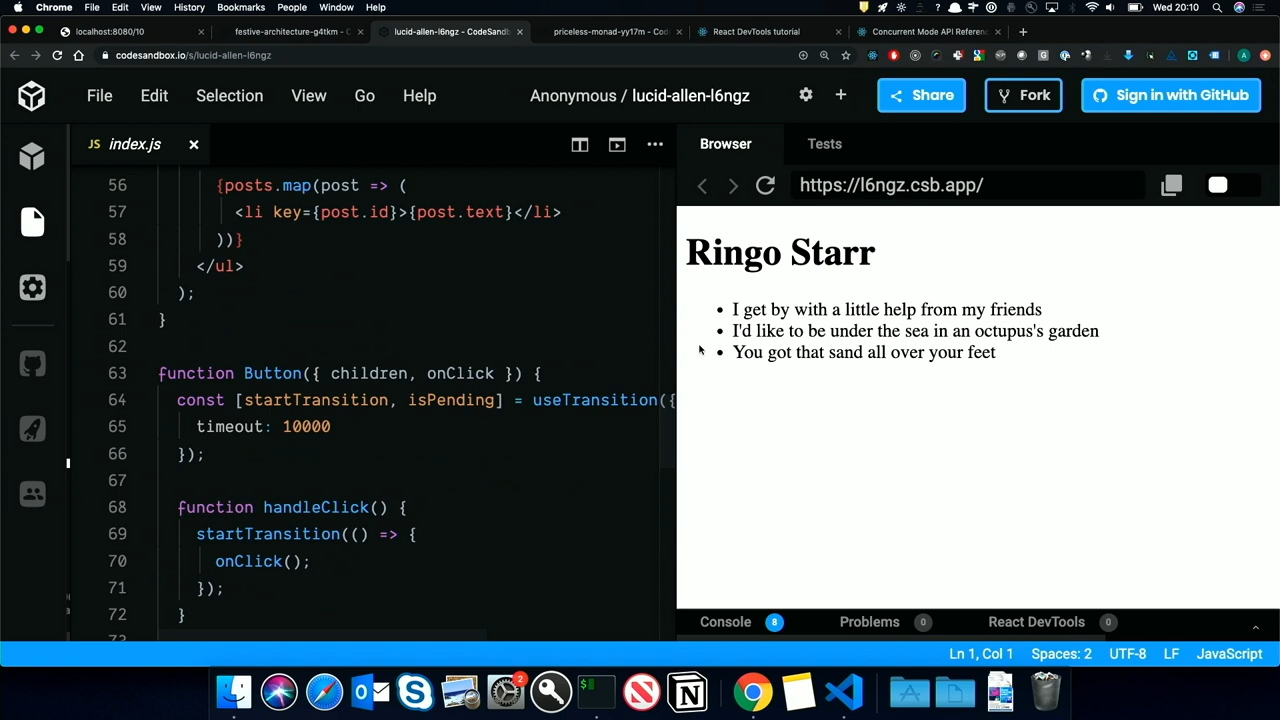 Chrome File Edit View History Bookmarks People Window Help Wed 20:10
localhost:8080/10 festive-architecture-g4tkm - C lucid-allen-l6ngz - CodeSandb priceless-monad-yy17m - Cod React DevTools tutorial Concurrent Mode API Referenc
codesandbox.io/s/lucid-allen-l6ngz
File Edit Selection View Go Help Anonymous / lucid-allen-l6ngz Share Fork Sign in with GitHub
JS index.js
Browser Tests
https://l6ngz.csb.app/
56 {posts.map(post => (
57 <li key={post.id}>{post.text}</li>
58 ))}
59 </ul>
60 );
61 }
62
63 function Button({ children, onClick }) {
64 const [startTransition, isPending] = useTransition({
65 timeout: 10000
66 });
67
68 function handleClick() {
69 startTransition(() => {
70 onClick();
71 });
72 }
73
Ringo Starr
• I get by with a little help from my friends
• I'd like to be under the sea in an octupus's garden
• You got that sand all over your feet
Console 8 Problems 0 React DevTools 0
Ln 1, Col 1 Spaces: 2 UTF-8 LF JavaScript
2